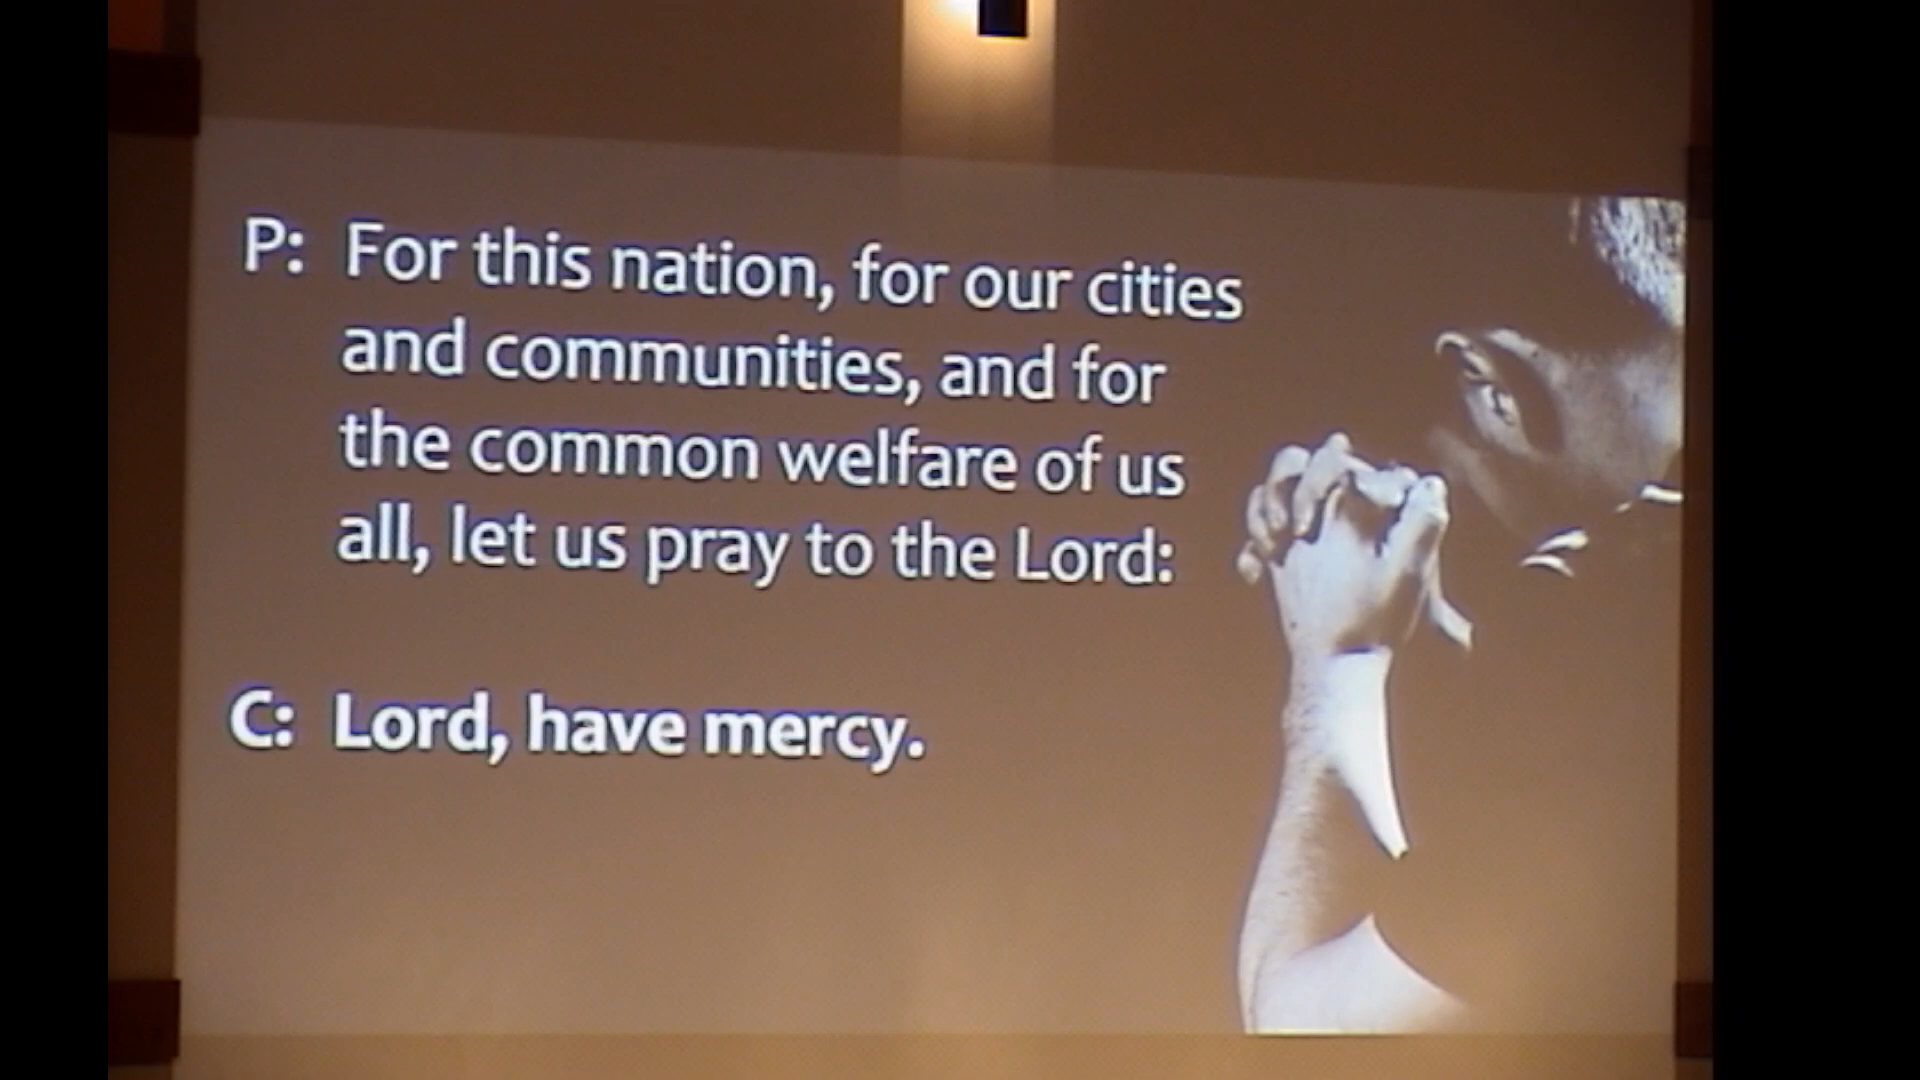 P: For this nation, for our cities
and communities, and for
the common welfare of us
all, let us pray to the Lord:
C: Lord, have mercy.